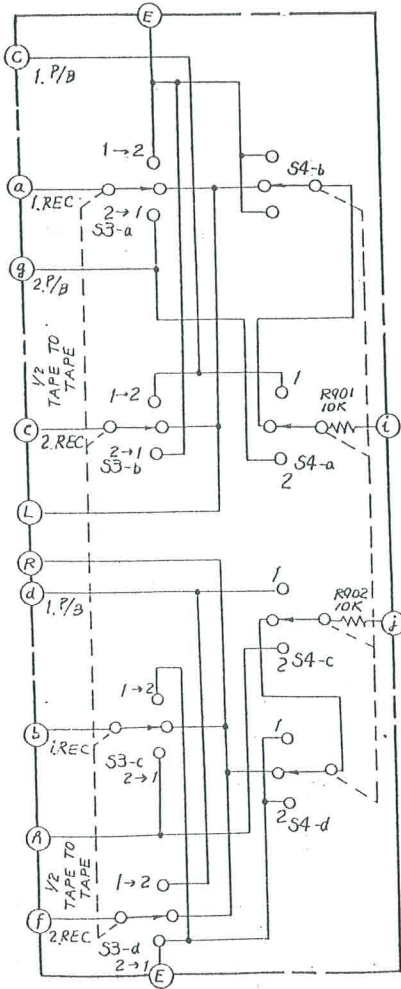 E
C
1. P/B
1→2
a
1. REC
2→1
S3-a
S4-b
g
2. P/B
1/2
TAPE TO
TAPE
1→2
1
R901
10K
c
2. REC
2→1
S3-b
S4-a
2
i
L
R
d
1. P/B
1
R902
10K
j
2
S4-c
1→2
1
b
1. REC
S3-c
2→1
2
S4-d
R
1/2
TAPE TO
TAPE
1→2
f
2. REC
S3-d
2→1
E